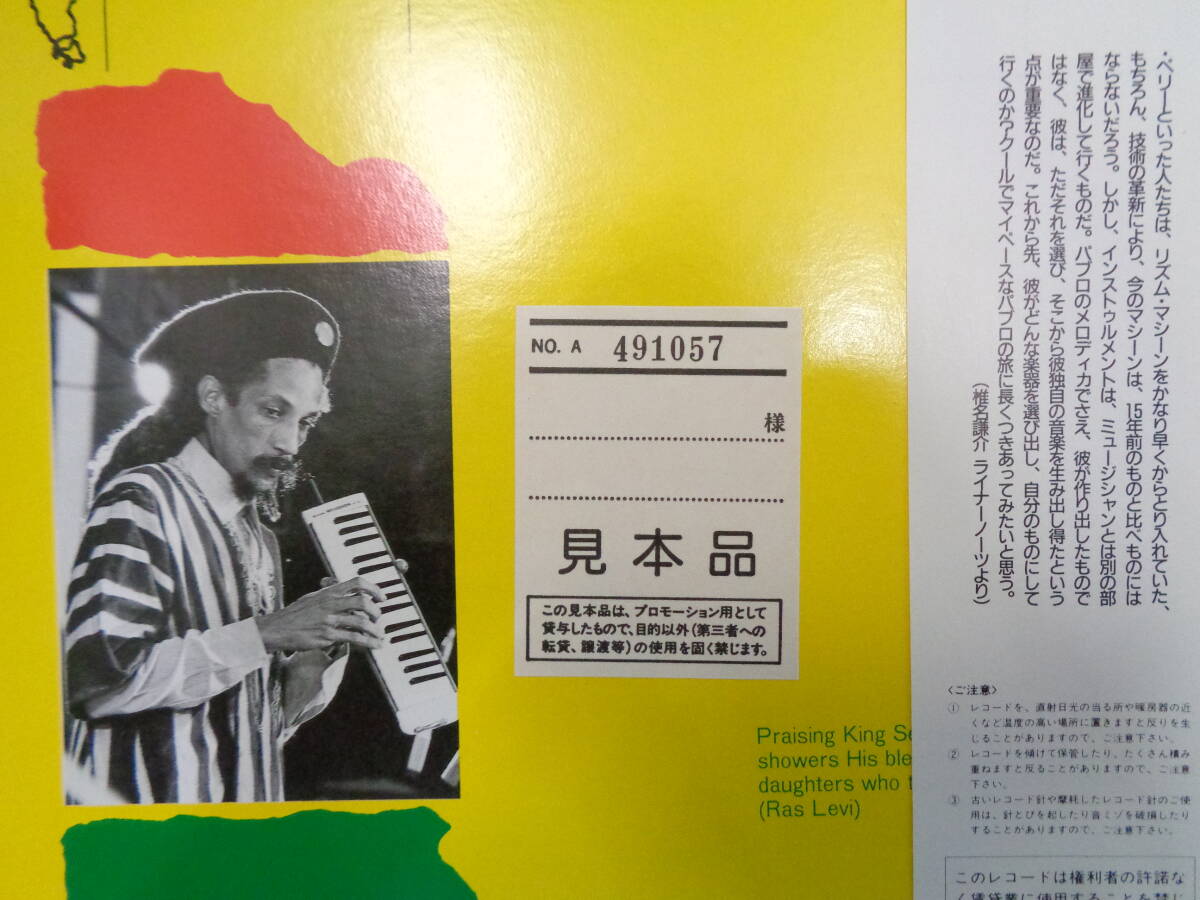 NO. A 491057
様
見本品
この見本品は、プロモーション用として
貸与したもので、目的以外(第三者への
転貸、譲渡等)の使用を固く禁じます。
Praising King Se
showers His ble
daughters who t
(Ras Levi)
・ペリーといった人たちは、リズム・マシーンをかなり早くからとり入れていた、
もちろん、技術の革新により、今のマシーンは、15年前のものと比べものには
ならないだろう。しかし、インストゥルメントは、ミュージシャンとは別の部
屋で進化して行くものだ。パブロのメロディカでさえ、彼が作り出したもので
はなく、彼は、ただそれを選び、そこから彼独自の音楽を生み出し得たという
点が重要なのだ。これから先、彼がどんな楽器を選び出し、自分のものにして
行くのか?クールでマイペースなパブロの旅に長くつきあってみたいと思う。
(椎名謙介 ライナーノーツより)
〈ご注意〉
① レコードを、直射日光の当る所や暖房器の近
くなど温度の高い場所に置きますと反りを生
じることがありますので、ご注意下さい。
② レコードを傾けて保管したり、たくさん積み
重ねますと反ることがありますので、ご注意
下さい。
③ 古いレコード針や摩耗したレコード針のご使
用は、針とびを起したり音ミゾを破損したり
することがありますので、ご注意下さい。
このレコードは権利者の許諾な
く賃貸業に使用することを禁じ